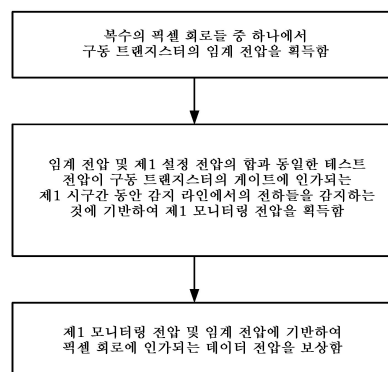 복수의 픽셀 회로들 중 하나에서
구동 트랜지스터의 임계 전압을 획득함
임계 전압 및 제1 설정 전압의 합과 동일한 테스트
전압이 구동 트랜지스터의 게이트에 인가되는
제1 시구간 동안 감지 라인에서의 전하들을 감지하는
것에 기반하여 제1 모니터링 전압을 획득함
제1 모니터링 전압 및 임계 전압에 기반하여
픽셀 회로에 인가되는 데이터 전압을 보상함